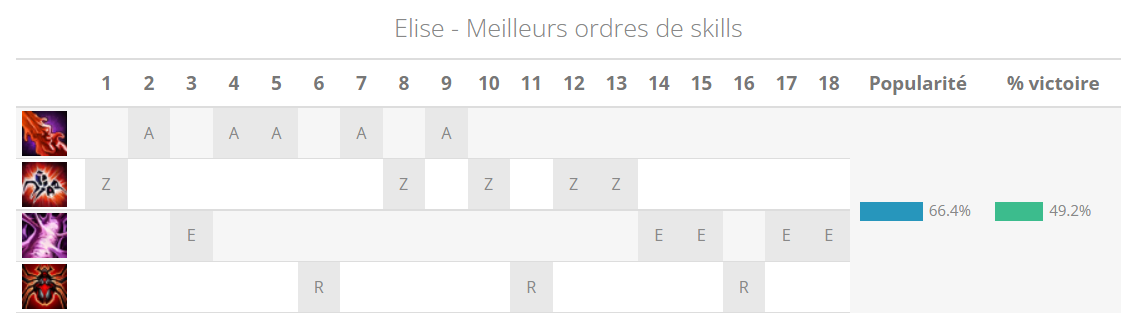 Elise - Meilleurs ordres de skills
1 2 3 4 5 6 7 8 9 10 11 12 13 14 15 16 17 18 Popularité % victoire
A A A A A
Z Z Z Z Z
66.4% 49.2%
E E E E E
R R R